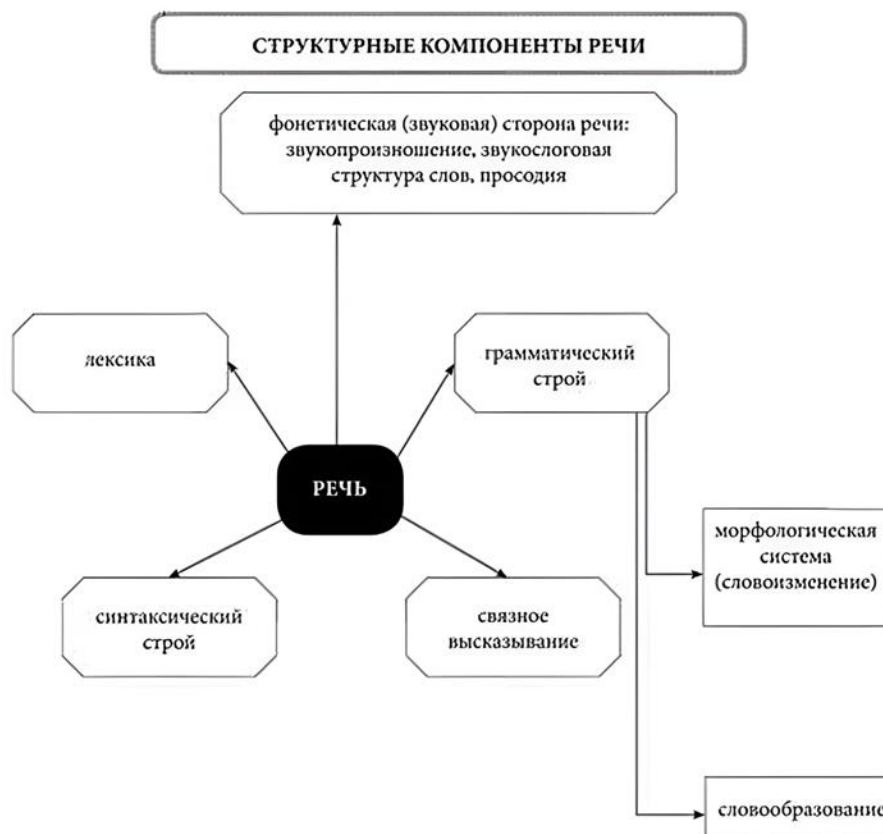 СТРУКТУРНЫЕ КОМПОНЕНТЫ РЕЧИ
фонетическая (звуковая) сторона речи:
звукопроизношение, звукослоговая
структура слов, просодия
лексика
грамматический
строй
РЕЧЬ
морфологическая
система
(словоизменение)
синтаксический
строй
связное
высказывание
словообразование